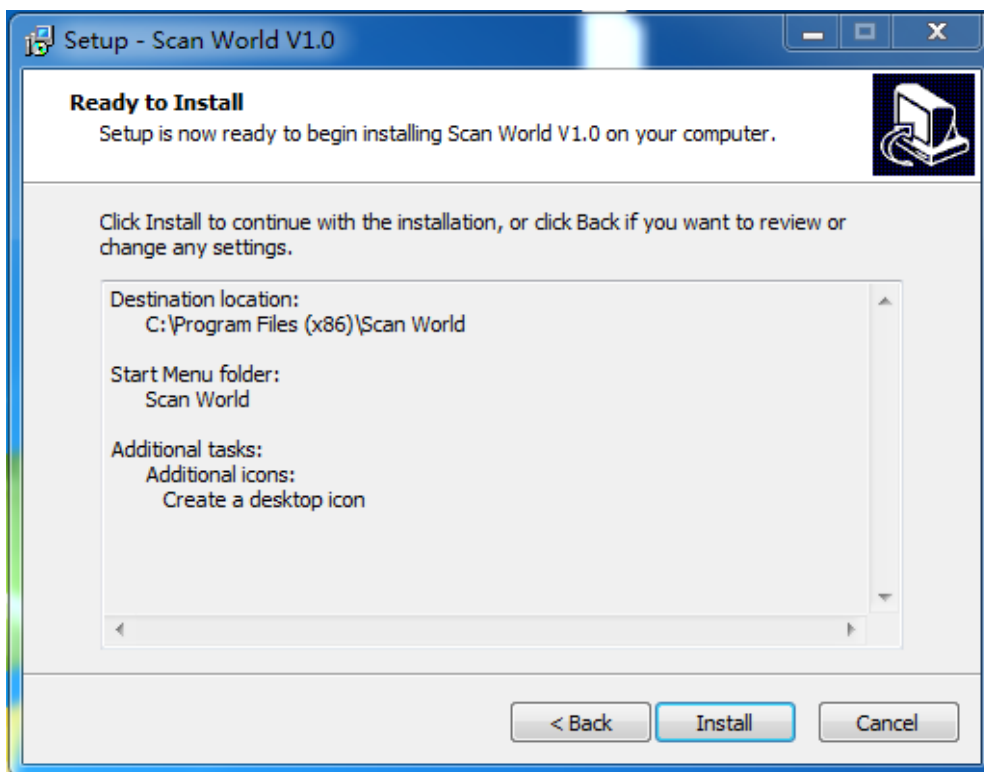 Setup - Scan World V1.0
Ready to Install
Setup is now ready to begin installing Scan World V1.0 on your computer.
Click Install to continue with the installation, or click Back if you want to review or
change any settings.
Destination location:
C:\Program Files (x86)\Scan World
Start Menu folder:
Scan World
Additional tasks:
Additional icons:
Create a desktop icon
< Back
Install
Cancel